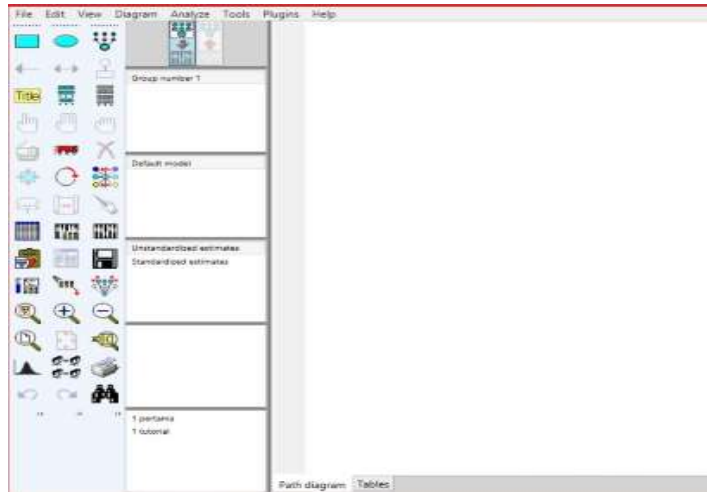 File Edit View Diagram Analyze Tools Plugins Help
Title
Group number 1
Default model
Unstandardized estimates
Standardized estimates
1 pertama
1 tutorial
Path diagram Tables